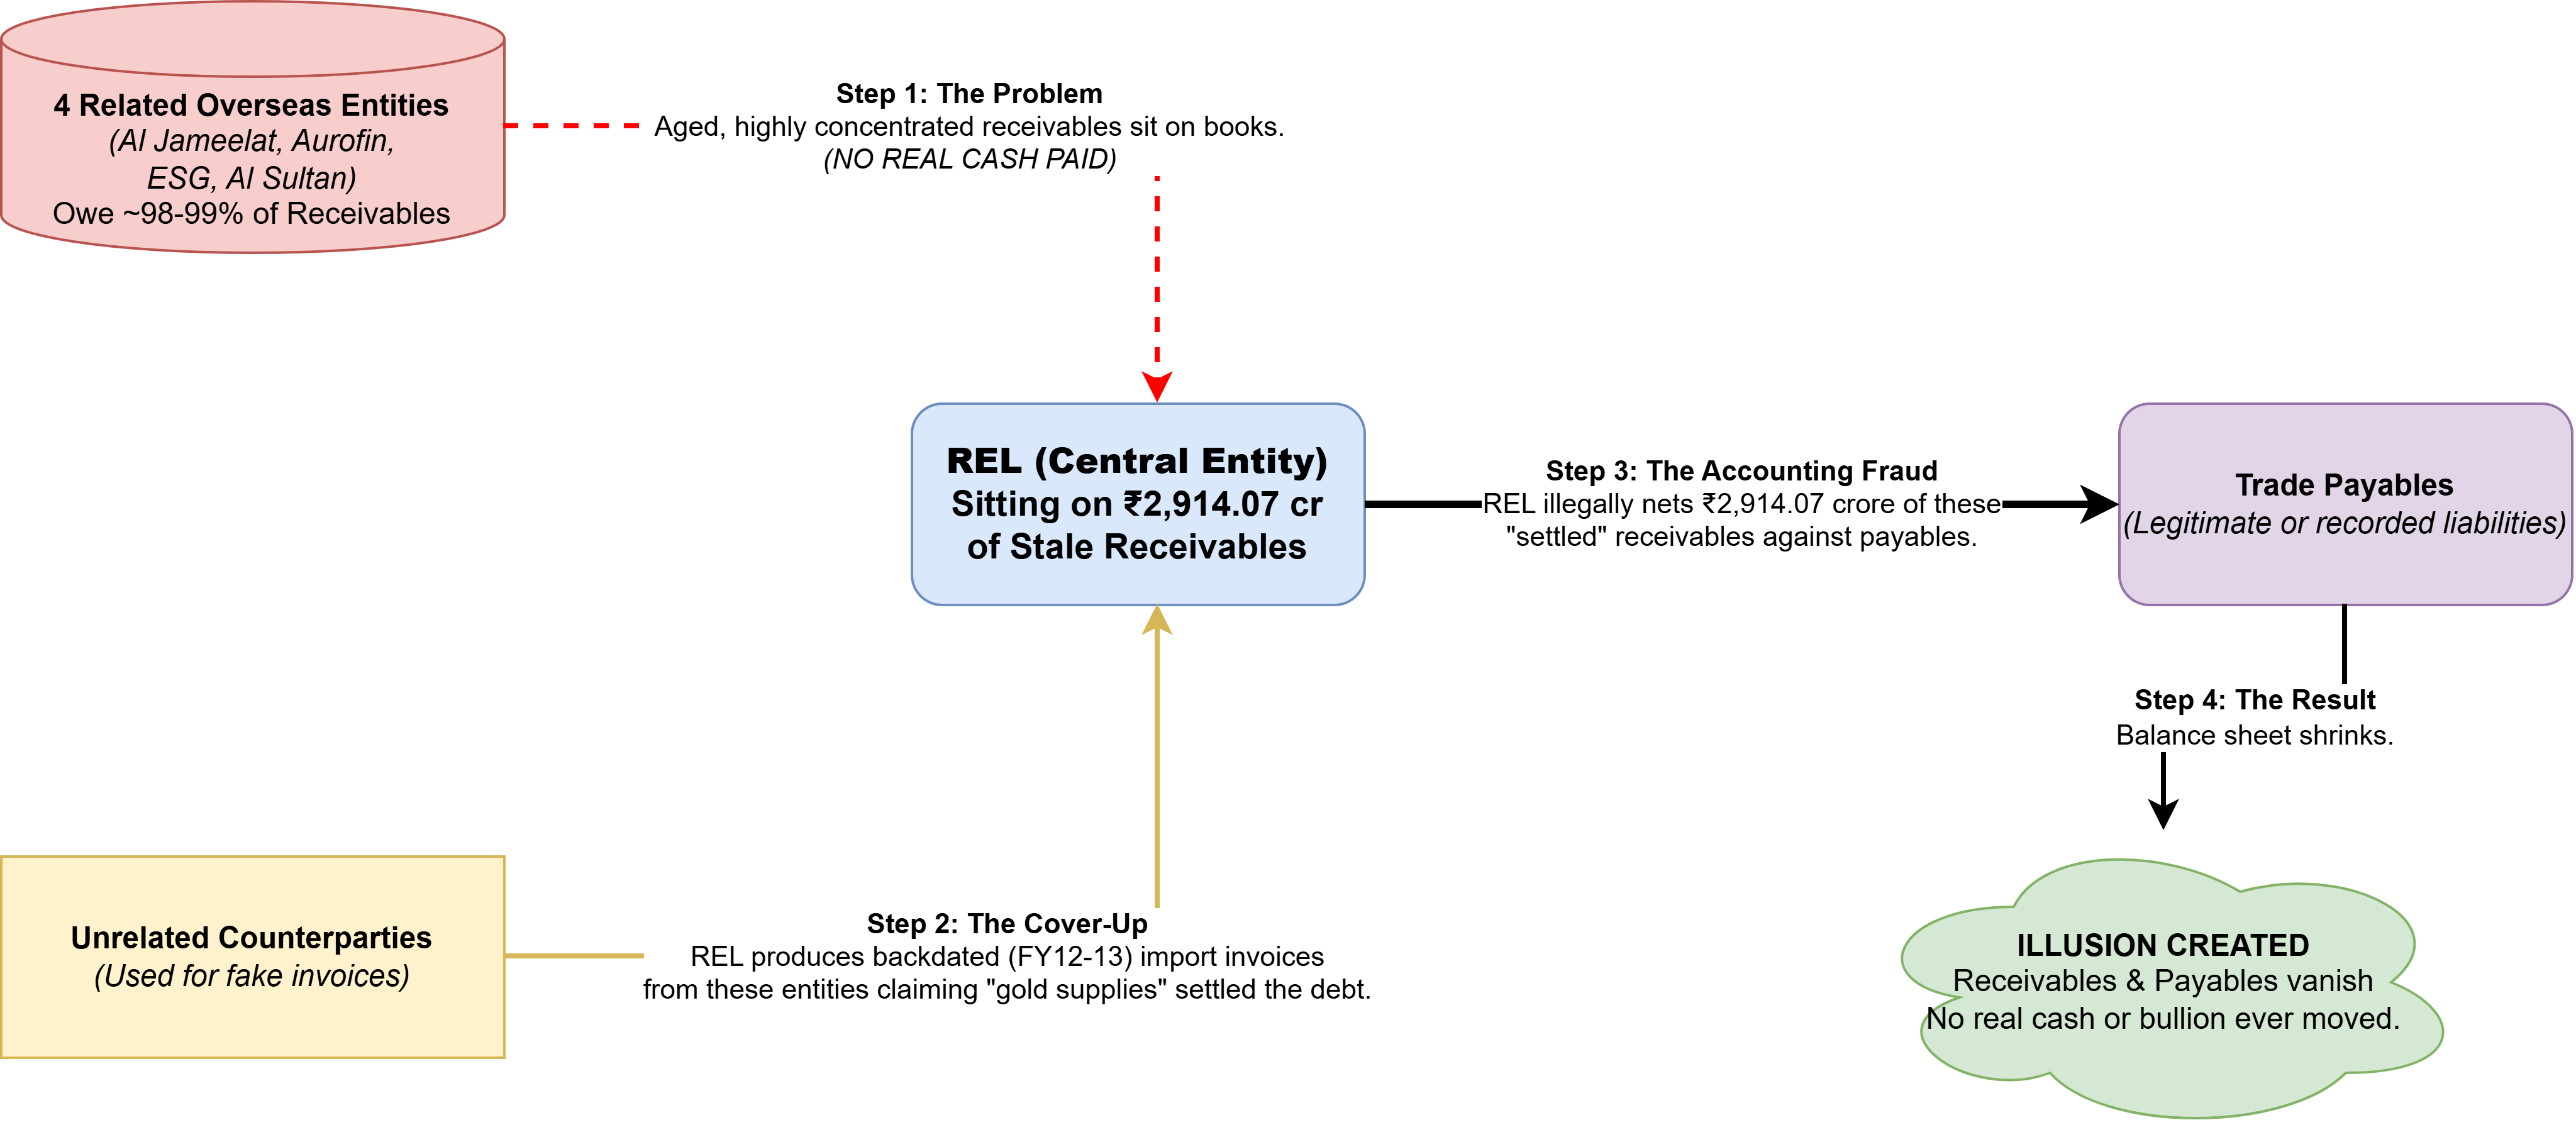 4 Related Overseas Entities
(Al Jameelat, Aurofin,
ESG, Al Sultan)
Owe ~98-99% of Receivables
Step 1: The Problem
Aged, highly concentrated receivables sit on books.
(NO REAL CASH PAID)
REL (Central Entity)
Sitting on ₹2,914.07 cr
of Stale Receivables
Step 3: The Accounting Fraud
REL illegally nets ₹2,914.07 crore of these
"settled" receivables against payables.
Trade Payables
(Legitimate or recorded liabilities)
Step 4: The Result
Balance sheet shrinks.
Unrelated Counterparties
(Used for fake invoices)
Step 2: The Cover-Up
REL produces backdated (FY12-13) import invoices
from these entities claiming "gold supplies" settled the debt.
ILLUSION CREATED
Receivables & Payables vanish
No real cash or bullion ever moved.